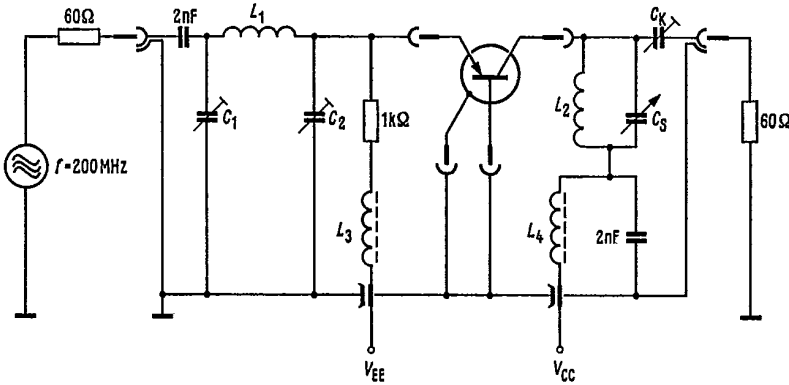 60Ω
2nF
L1
60Ω
f=200MHz
C1
C2
1kΩ
L3
VEE
CK
L2
CS
L4
2nF
VCC